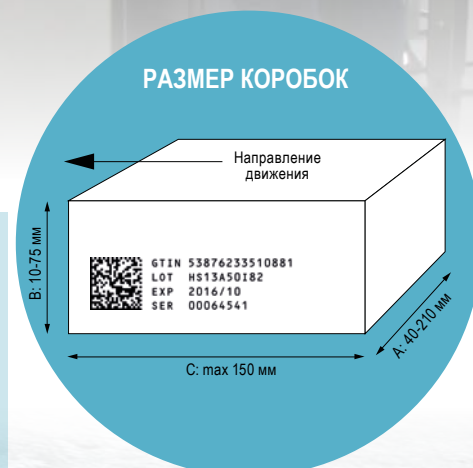 РАЗМЕР КОРОБОК
Направление
движения
B: 10-75 мм
GTIN 53876233510881
LOT HS13A50I82
EXP 2016/10
SER 00064541
A: 40-210 мм
C: max 150 мм